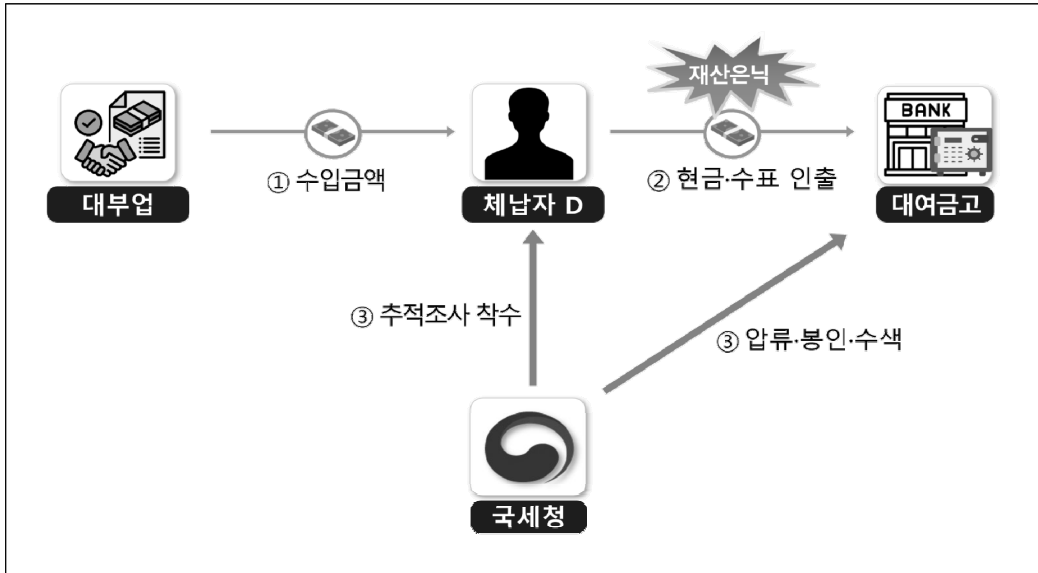 재산은닉
BANK
① 수입금액
② 현금·수표 인출
대부업
체납자 D
대여금고
③ 추적조사 착수
③ 압류·봉인·수색
국세청